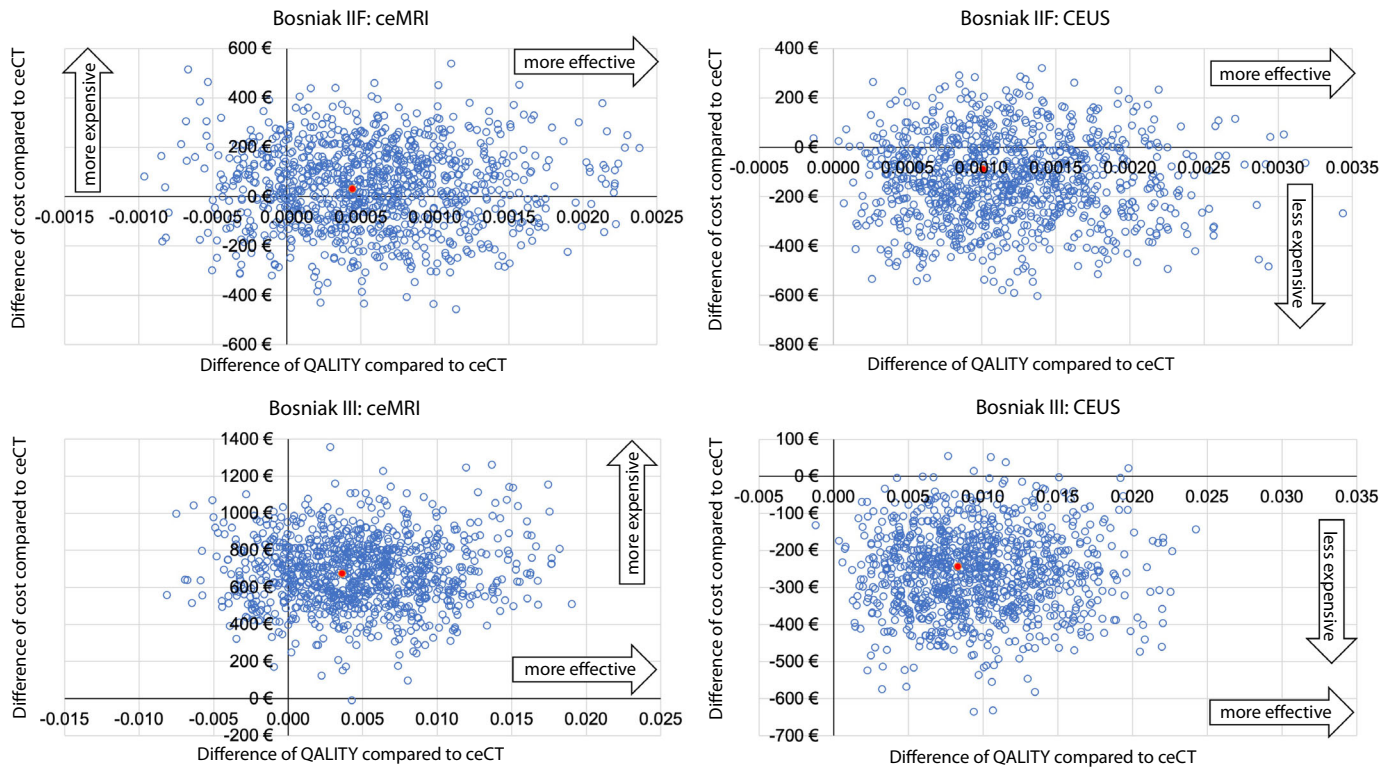 Bosniak IIF: ceMRI
Difference of cost compared to ceCT
600 €
400 €
200 €
0 €
-200 €
-400 €
-600 €
-0.0015 -0.0010 -0.0005 0.0000 0.0005 0.0010 0.0015 0.0020 0.0025
more expensive
more effective
Difference of QALITY compared to ceCT
Bosniak IIF: CEUS
Difference of cost compared to ceCT
400 €
200 €
0 €
-200 €
-400 €
-600 €
-800 €
-0.0005 0.0000 0.0005 0.0010 0.0015 0.0020 0.0025 0.0030 0.0035
more effective
less expensive
Difference of QALITY compared to ceCT
Bosniak III: ceMRI
Difference of cost compared to ceCT
1400 €
1200 €
1000 €
800 €
600 €
400 €
200 €
0 €
-200 €
-0.015 -0.010 -0.005 0.000 0.005 0.010 0.015 0.020 0.025
more expensive
more effective
Difference of QALITY compared to ceCT
Bosniak III: CEUS
Difference of cost compared to ceCT
100 €
0 €
-100 €
-200 €
-300 €
-400 €
-500 €
-600 €
-700 €
-0.005 0.000 0.005 0.010 0.015 0.020 0.025 0.030 0.035
less expensive
more effective
Difference of QALITY compared to ceCT